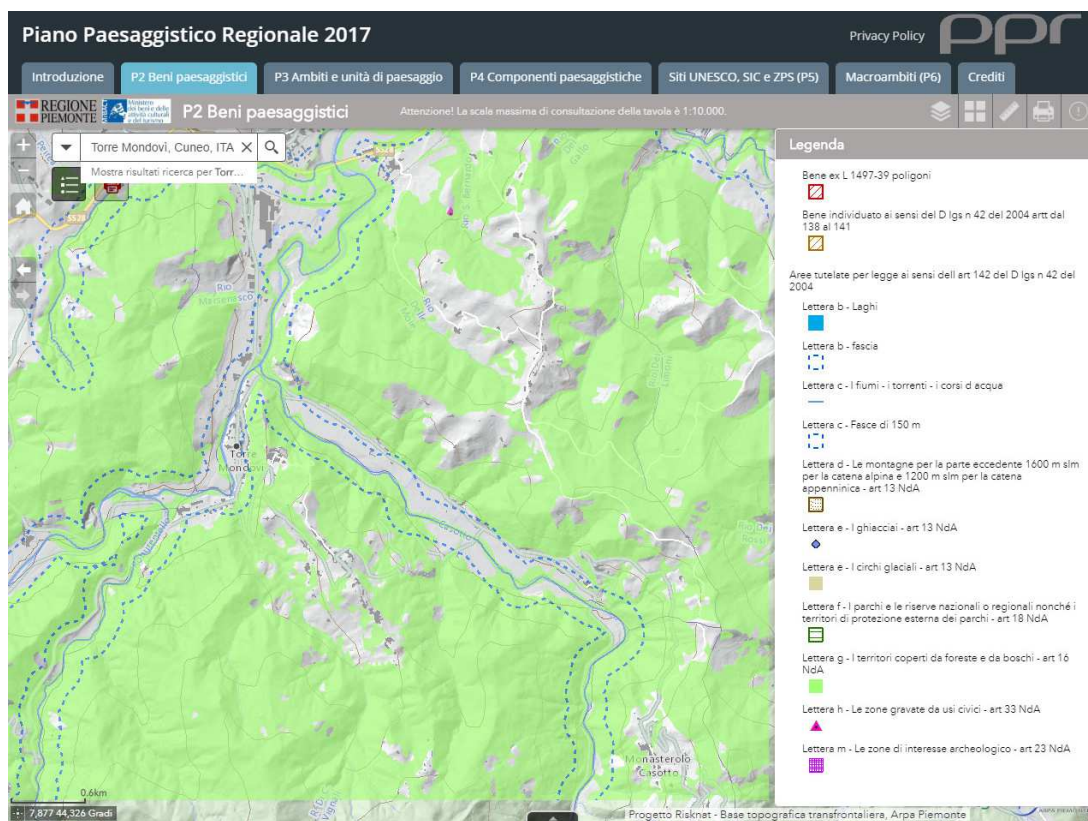 Piano Paesaggistico Regionale 2017
Privacy Policy
ppr
Introduzione
P2 Beni paesaggistici
P3 Ambiti e unità di paesaggio
P4 Componenti paesaggistiche
Siti UNESCO, SIC e ZPS (P5)
Macroambiti (P6)
Crediti
REGIONE
PIEMONTE
P2 Beni paesaggistici
Attenzione! La scale massima di consultazione della tavola è 1:10.000.
Torre Mondovì, Cuneo, ITA
Mostra risultati ricerca per Torr...
SS28
Rio
Torre
Mondovì
Casotto
Monasterolo
Casotto
0.6km
7,877 44,326 Gradi
Progetto Risknat - Base topografica transfrontaliera, Arpa Piemonte
Legenda
Bene ex L 1497-39 poligoni
Bene individuato ai sensi del D lgs n 42 del 2004 artt dal
138 al 141
Aree tutelate per legge ai sensi dell art 142 del D lgs n 42 del
2004
Lettera b - Laghi
Lettera b - fascia
Lettera c - I fiumi - i torrenti - i corsi d acqua
Lettera c - Fasce di 150 m
Lettera d - Le montagne per la parte eccedente 1600 m slm
per la catena alpina e 1200 m slm per la catena
appenninica - art 13 NdA
Lettera e - I ghiacciai - art 13 NdA
Lettera e - I circhi glaciali - art 13 NdA
Lettera f - I parchi e le riserve nazionali o regionali nonché i
territori di protezione esterna dei parchi - art 18 NdA
Lettera g - I territori coperti da foreste e da boschi - art 16
NdA
Lettera h - Le zone gravate da usi civici - art 33 NdA
Lettera m - Le zone di interesse archeologico - art 23 NdA